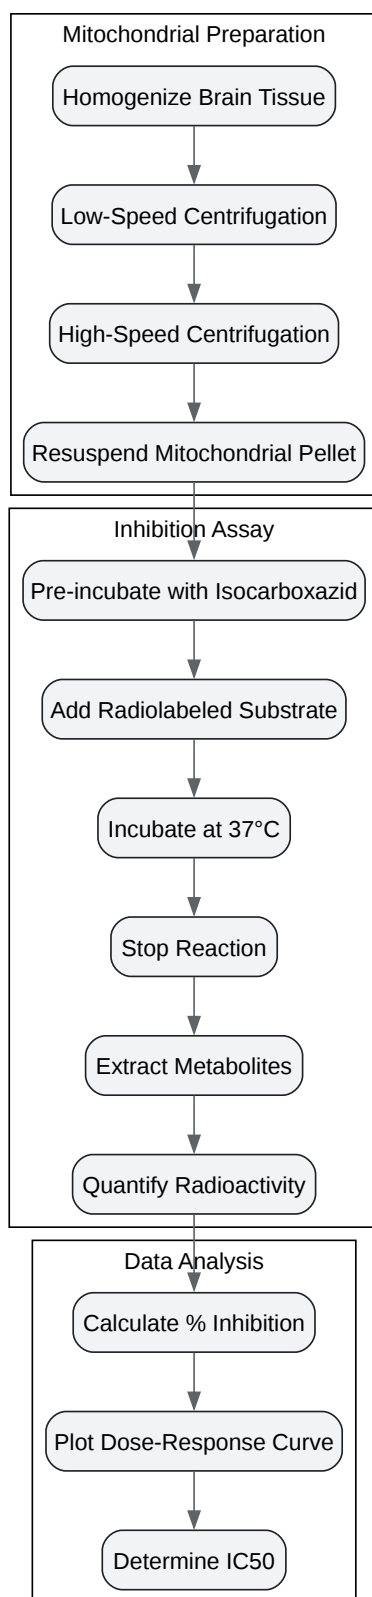 Mitochondrial Preparation
Homogenize Brain Tissue
Low-Speed Centrifugation
High-Speed Centrifugation
Resuspend Mitochondrial Pellet
Inhibition Assay
Pre-incubate with Isocarboxazid
Add Radiolabeled Substrate
Incubate at 37°C
Stop Reaction
Extract Metabolites
Quantify Radioactivity
Data Analysis
Calculate % Inhibition
Plot Dose-Response Curve
Determine IC50